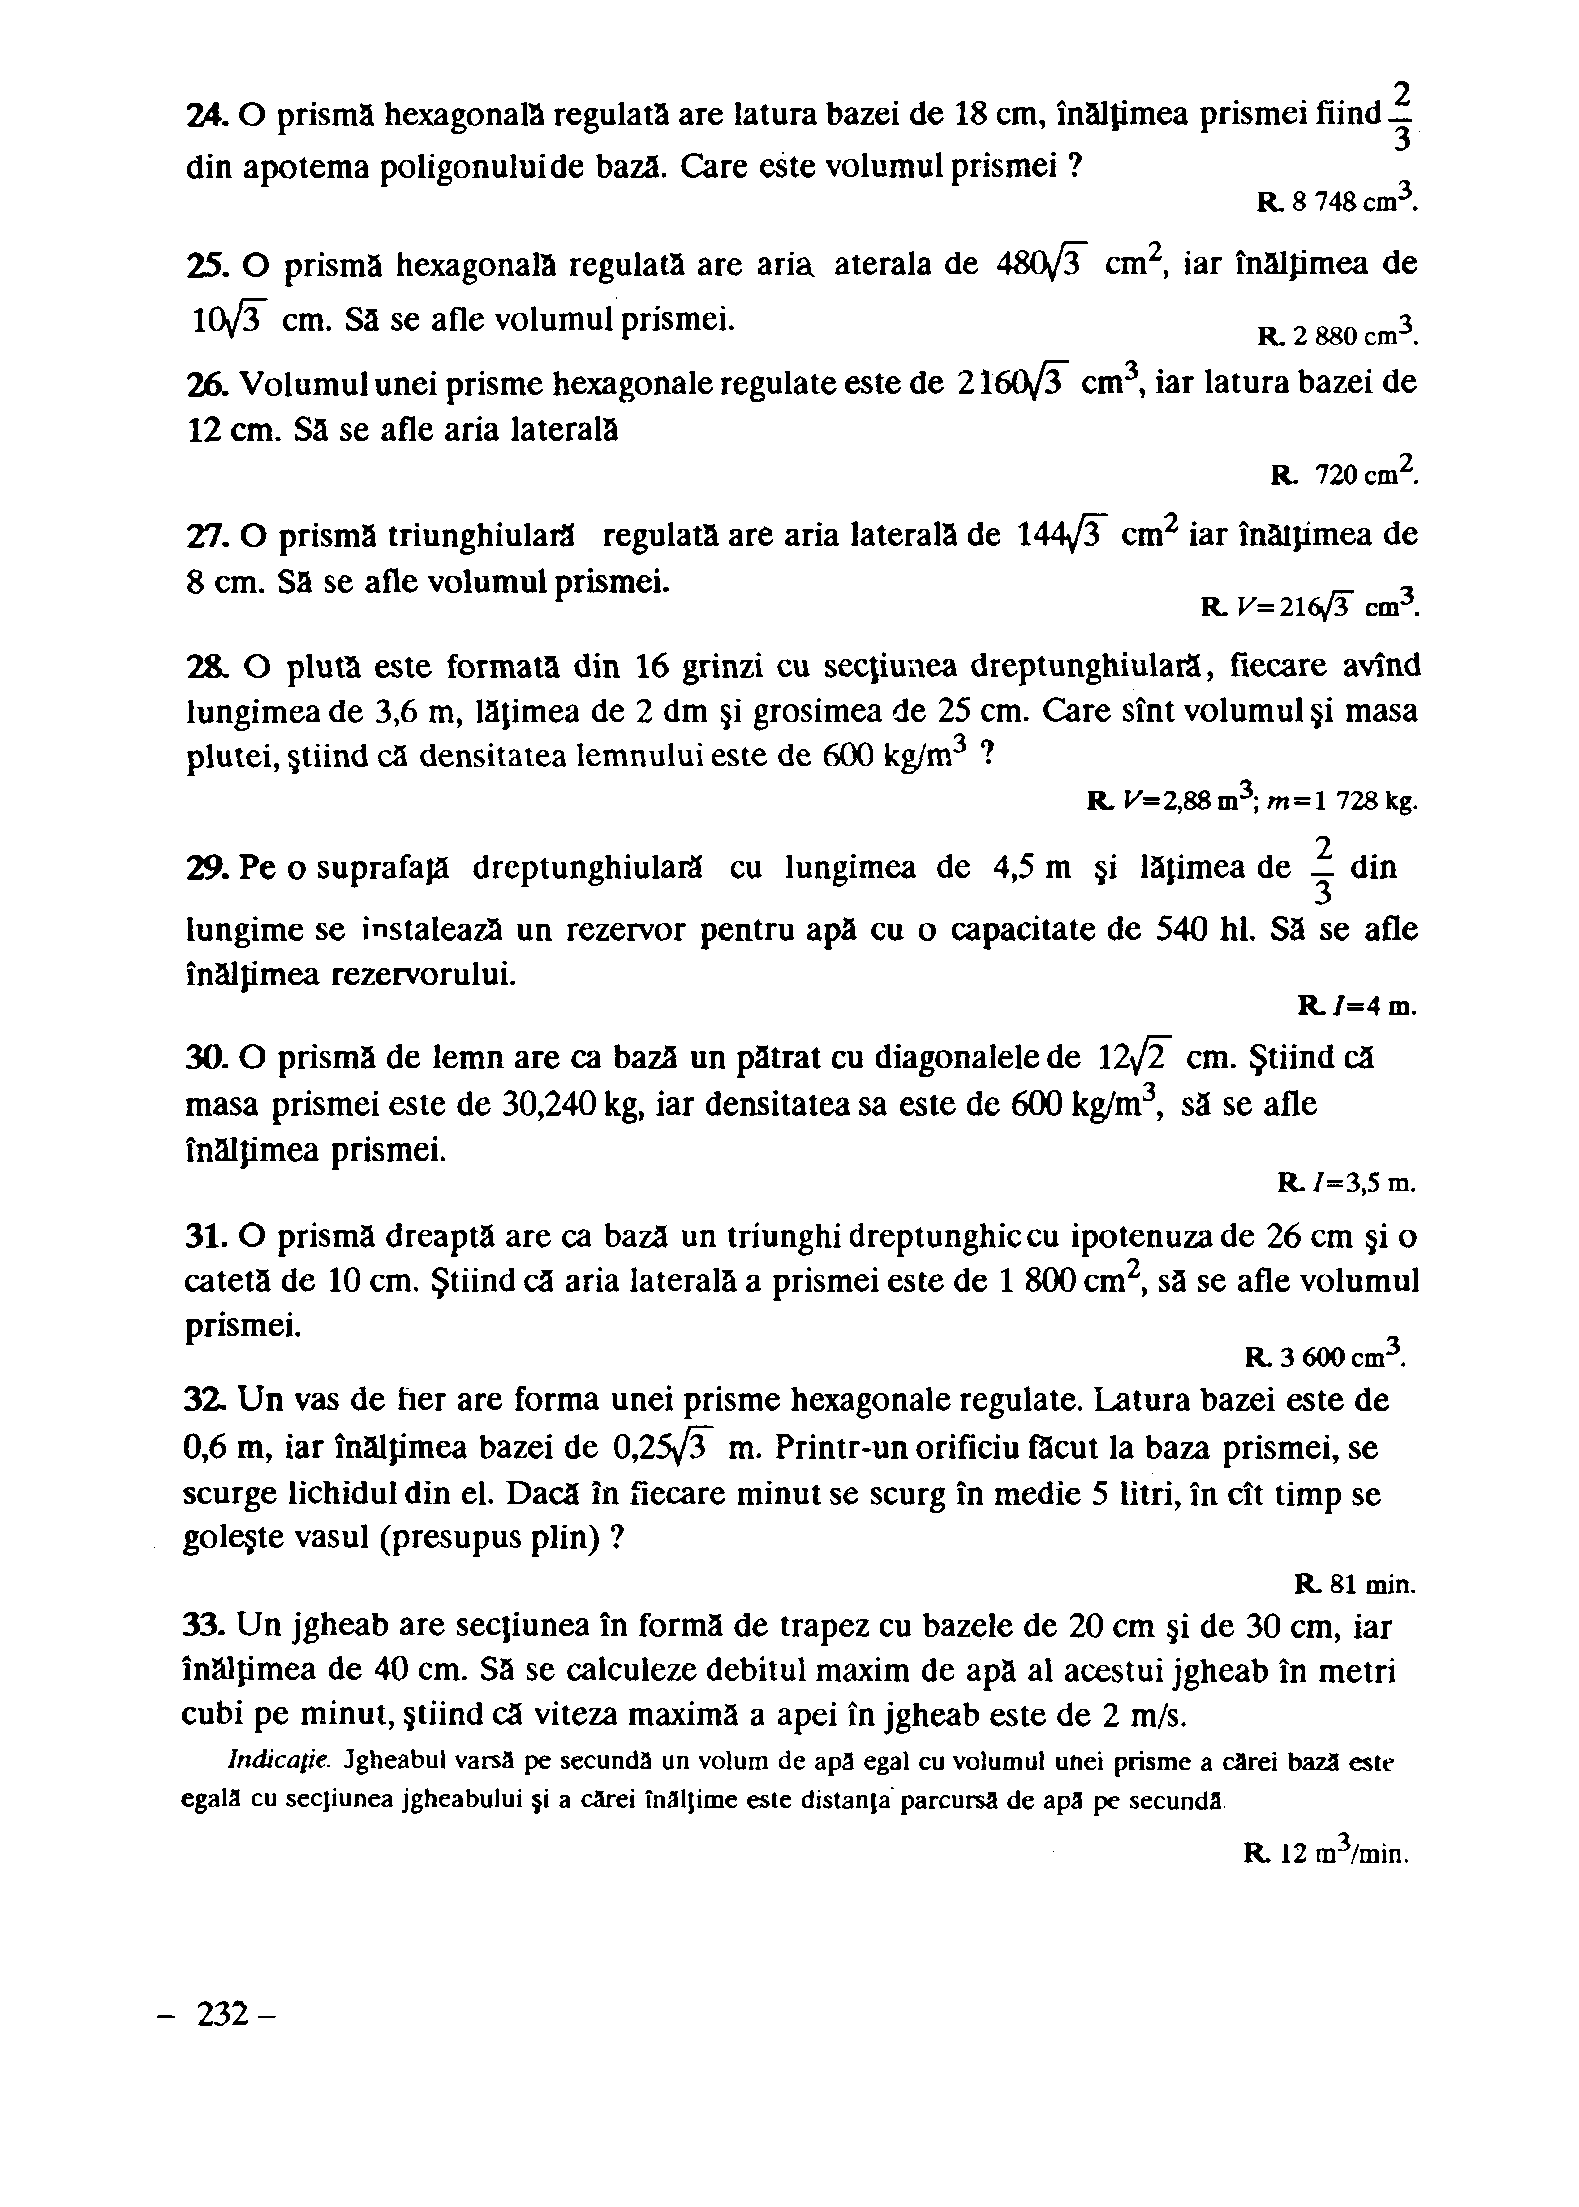 24. O prismă hexagonală regulată are latura bazei de 18 cm, înălţimea prismei fiind 2/3
din apotema poligonului de bază. Care este volumul prismei ?
R. 8 748 cm³.
25. O prismă hexagonală regulată are aria aterala de 480√3 cm², iar înălţimea de
10√3 cm. Să se afle volumul prismei.
R. 2 880 cm³.
26. Volumul unei prisme hexagonale regulate este de 2160√3 cm³, iar latura bazei de
12 cm. Să se afle aria laterală
R. 720 cm².
27. O prismă triunghiulară regulată are aria laterală de 144√3 cm² iar înălţimea de
8 cm. Să se afle volumul prismei.
R. V=216√3 cm³.
28. O plută este formată din 16 grinzi cu secţiunea dreptunghiulară, fiecare avînd
lungimea de 3,6 m, lăţimea de 2 dm şi grosimea de 25 cm. Care sînt volumul şi masa
plutei, ştiind că densitatea lemnului este de 600 kg/m³ ?
R. V=2,88 m³; m=1 728 kg.
29. Pe o suprafaţă dreptunghiulară cu lungimea de 4,5 m şi lăţimea de 2/3 din
lungime se instalează un rezervor pentru apă cu o capacitate de 540 hl. Să se afle
înălţimea rezervorului.
R. I=4 m.
30. O prismă de lemn are ca bază un pătrat cu diagonalele de 12√2 cm. Ştiind că
masa prismei este de 30,240 kg, iar densitatea sa este de 600 kg/m³, să se afle
înălţimea prismei.
R. I=3,5 m.
31. O prismă dreaptă are ca bază un triunghi dreptunghic cu ipotenuza de 26 cm şi o
catetă de 10 cm. Ştiind că aria laterală a prismei este de 1 800 cm², să se afle volumul
prismei.
R. 3 600 cm³.
32. Un vas de fier are forma unei prisme hexagonale regulate. Latura bazei este de
0,6 m, iar înălţimea bazei de 0,25√3 m. Printr-un orificiu făcut la baza prismei, se
scurge lichidul din el. Dacă în fiecare minut se scurg în medie 5 litri, în cît timp se
goleşte vasul (presupus plin) ?
R. 81 min.
33. Un jgheab are secţiunea în formă de trapez cu bazele de 20 cm şi de 30 cm, iar
înălţimea de 40 cm. Să se calculeze debitul maxim de apă al acestui jgheab în metri
cubi pe minut, ştiind că viteza maximă a apei în jgheab este de 2 m/s.
Indicaţie. Jgheabul varsă pe secundă un volum de apă egal cu volumul unei prisme a cărei bază este
egală cu secţiunea jgheabului şi a cărei înălţime este distanţa parcursă de apă pe secundă.
R. 12 m³/min.
– 232 –